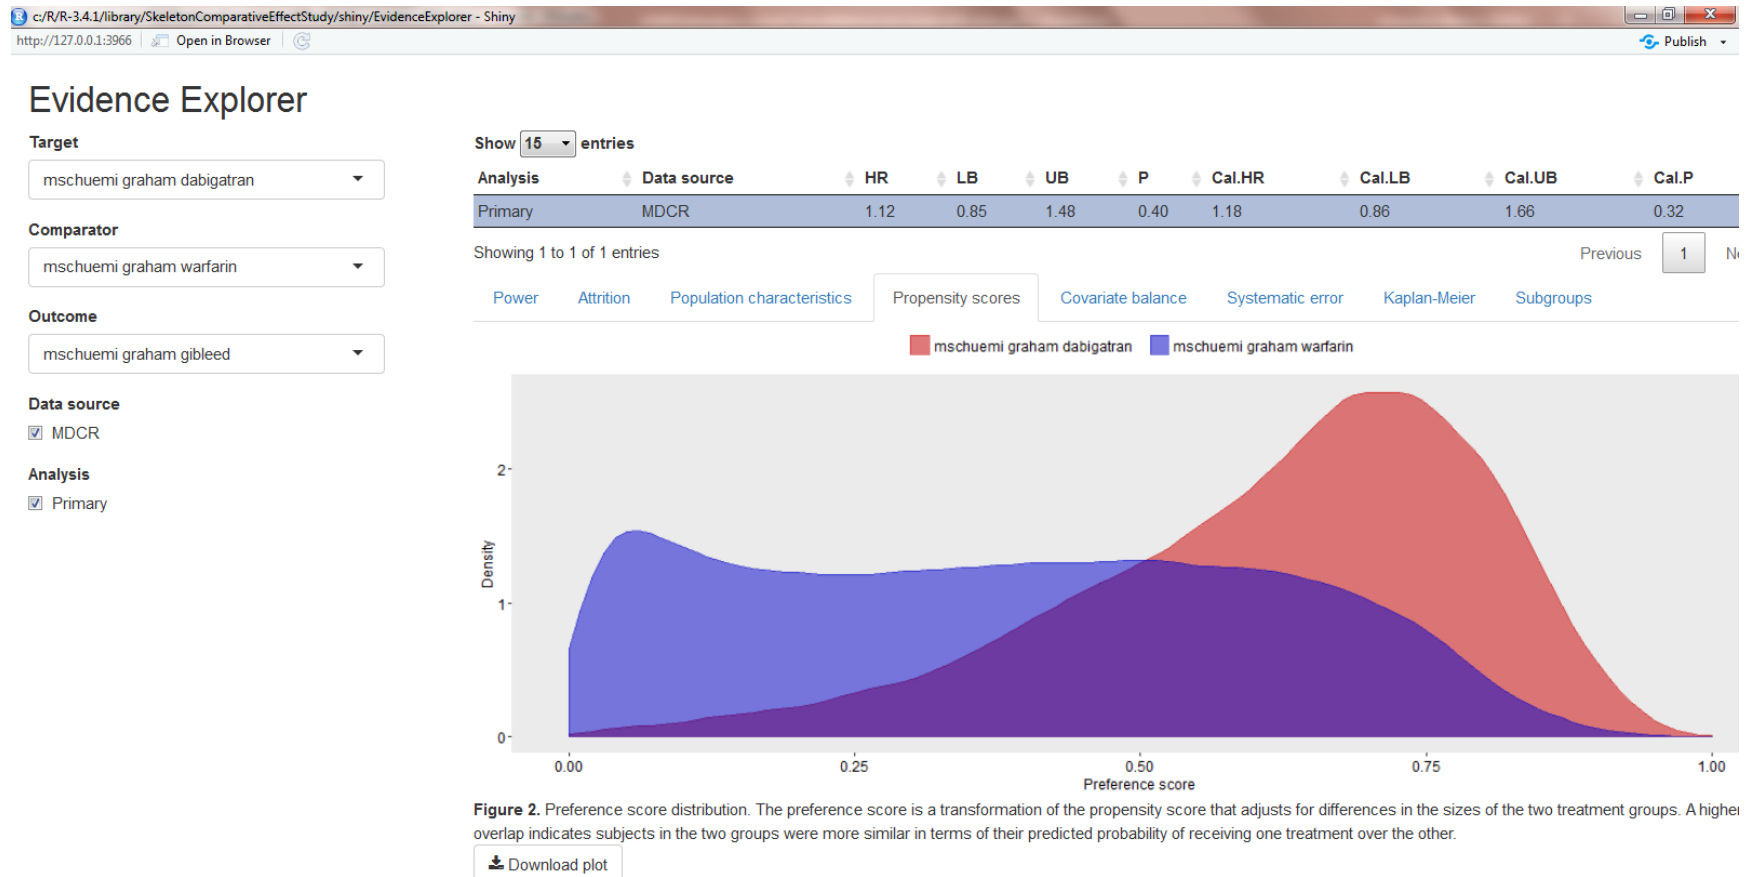 c:/R/R-3.4.1/library/SkeletonComparativeEffectStudy/shiny/EvidenceExplorer - Shiny
http://127.0.0.1:3966 Open in Browser Publish
Evidence Explorer
Target
mschuemi graham dabigatran
Comparator
mschuemi graham warfarin
Outcome
mschuemi graham gibleed
Data source
MDCR
Analysis
Primary
Show 15 entries
Analysis Data source HR LB UB P Cal.HR Cal.LB Cal.UB Cal.P
Primary MDCR 1.12 0.85 1.48 0.40 1.18 0.86 1.66 0.32
Showing 1 to 1 of 1 entries
Previous 1
Power Attrition Population characteristics Propensity scores Covariate balance Systematic error Kaplan-Meier Subgroups
mschuemi graham dabigatran mschuemi graham warfarin
2
1
0
Density
0.00 0.25 0.50 0.75 1.00
Preference score
Figure 2. Preference score distribution. The preference score is a transformation of the propensity score that adjusts for differences in the sizes of the two treatment groups. A higher
overlap indicates subjects in the two groups were more similar in terms of their predicted probability of receiving one treatment over the other.
Download plot